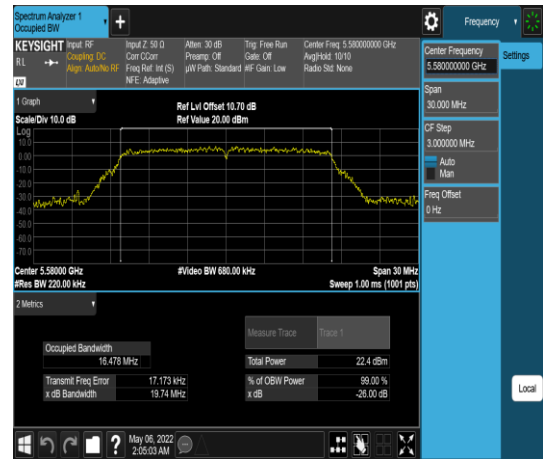 Spectrum Analyzer 1
Occupied BW
Frequency
KEYSIGHT
RL
Input: RF
Coupling: DC
Align: Auto/No RF
Input Z: 50 Ω
Corr CCorr
Freq Ref: Int (S)
NFE: Adaptive
Atten: 30 dB
Preamp: Off
µW Path: Standard
Trig: Free Run
Gate: Off
#IF Gain: Low
Center Freq: 5.580000000 GHz
Avg|Hold: 10/10
Radio Std: None
LXI
Center Frequency
5.580000000 GHz
Settings
Span
30.000 MHz
CF Step
3.000000 MHz
Auto
Man
Freq Offset
0 Hz
Local
1 Graph
Scale/Div 10.0 dB
Ref Lvl Offset 10.70 dB
Ref Value 20.00 dBm
Log
10.0
0.00
-10.0
-20.0
-30.0
-40.0
-50.0
-60.0
-70.0
Center 5.58000 GHz
#Video BW 680.00 kHz
Span 30 MHz
#Res BW 220.00 kHz
Sweep 1.00 ms (1001 pts)
2 Metrics
Measure Trace
Trace 1
Occupied Bandwidth
16.478 MHz
Total Power
22.4 dBm
Transmit Freq Error
17.173 kHz
% of OBW Power
99.00 %
x dB Bandwidth
19.74 MHz
x dB
-26.00 dB
?
May 06, 2022
2:05:03 AM